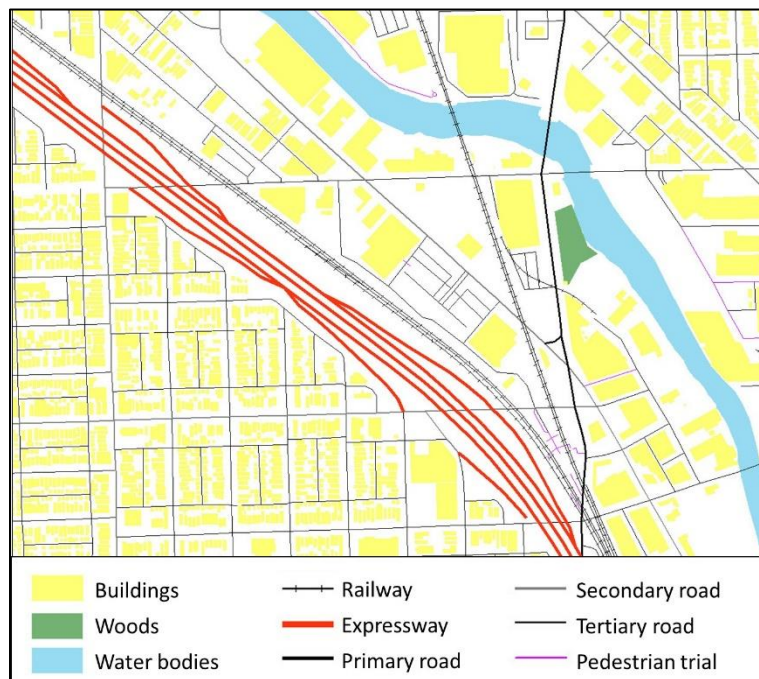 Buildings Railway Secondary road
Woods Expressway Tertiary road
Water bodies Primary road Pedestrian trial